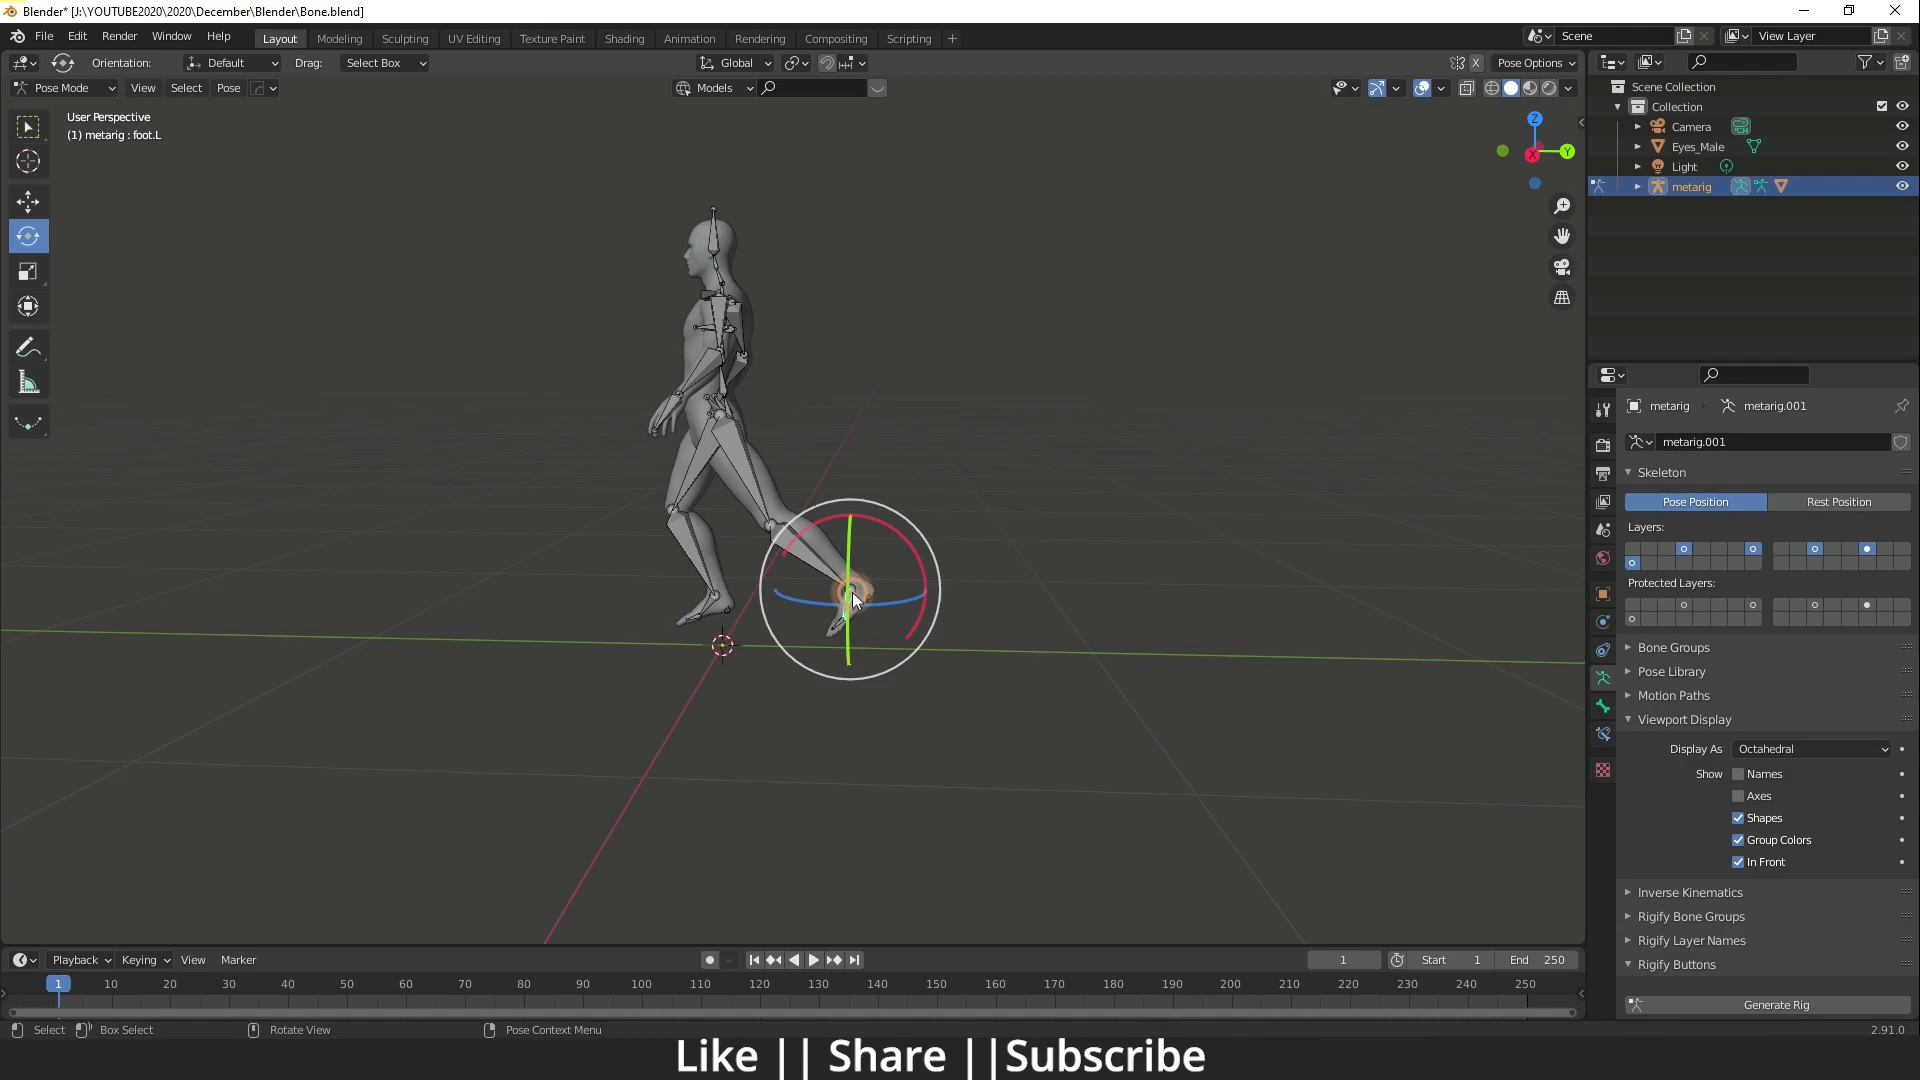 Blender* [J:\YOUTUBE2020\2020\December\Blender\Bone.blend]
File Edit Render Window Help Layout Modeling Sculpting UV Editing Texture Paint Shading Animation Rendering Compositing Scripting + Scene View Layer
Orientation: Default Drag: Select Box Global X Pose Options
Pose Mode View Select Pose Models
User Perspective
(1) metarig : foot.L
Z
Y
X
Scene Collection
Collection
Camera
Eyes_Male
Light
metarig
metarig metarig.001
metarig.001
Skeleton
Pose Position Rest Position
Layers:
Protected Layers:
Bone Groups
Pose Library
Motion Paths
Viewport Display
Display As Octahedral
Show Names
Axes
Shapes
Group Colors
In Front
Inverse Kinematics
Rigify Bone Groups
Rigify Layer Names
Rigify Buttons
Generate Rig
Playback Keying View Marker 1 Start 1 End 250
1 10 20 30 40 50 60 70 80 90 100 110 120 130 140 150 160 170 180 190 200 210 220 230 240 250
Select Box Select Rotate View Pose Context Menu 2.91.0
Like || Share ||Subscribe